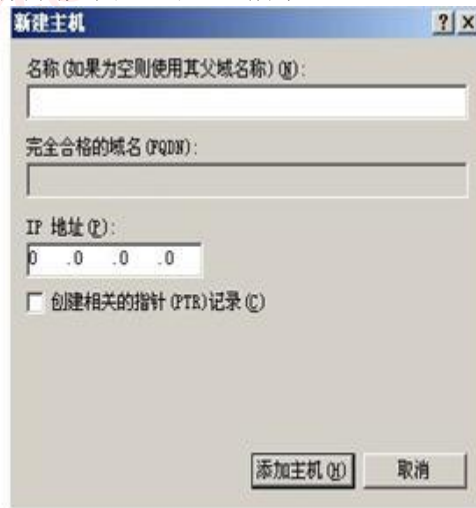 新建主机
名称(如果为空则使用其父域名称)(N):
完全合格的域名(FQDN):
IP 地址(P):
0 .0 .0 .0
创建相关的指针(PTR)记录(C)
添加主机(H) 取消